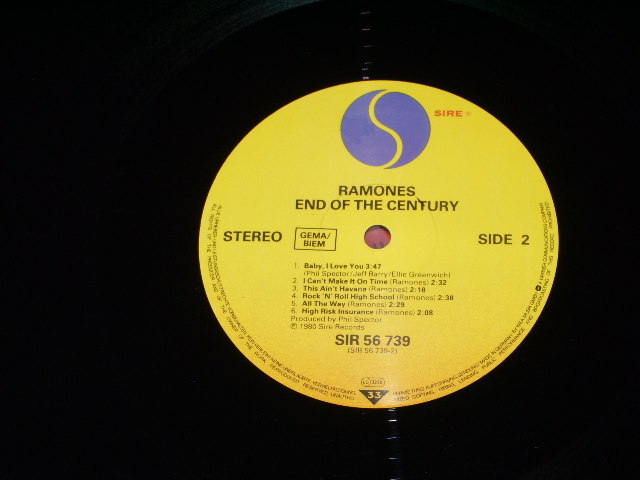 SIRE ®
RAMONES
END OF THE CENTURY
STEREO
GEMA/
BIEM
SIDE 2
1. Baby, I Love You 3:47
(Phil Spector/Jeff Barry/Ellie Greenwich)
2. I Can't Make It On Time (Ramones) 2:32
3. This Ain't Havana (Ramones) 2:18
4. Rock 'N' Roll High School (Ramones) 2:38
5. All The Way (Ramones) 2:29
6. High Risk Insurance (Ramones) 2:08
Produced by Phil Spector
℗ 1980 Sire Records
SIR 56 739
(SIR 56 739-2)
33